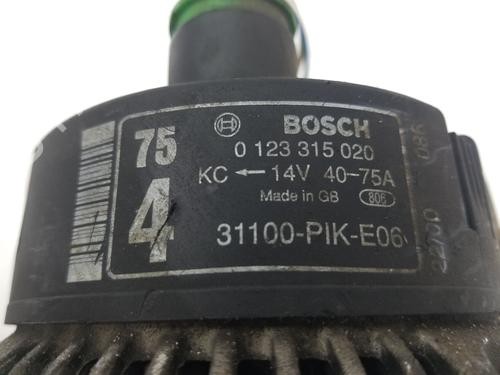 75
4
BOSCH
0 123 315 020
KC ← 14V 40-75A
Made in GB 806
31100-PIK-E06